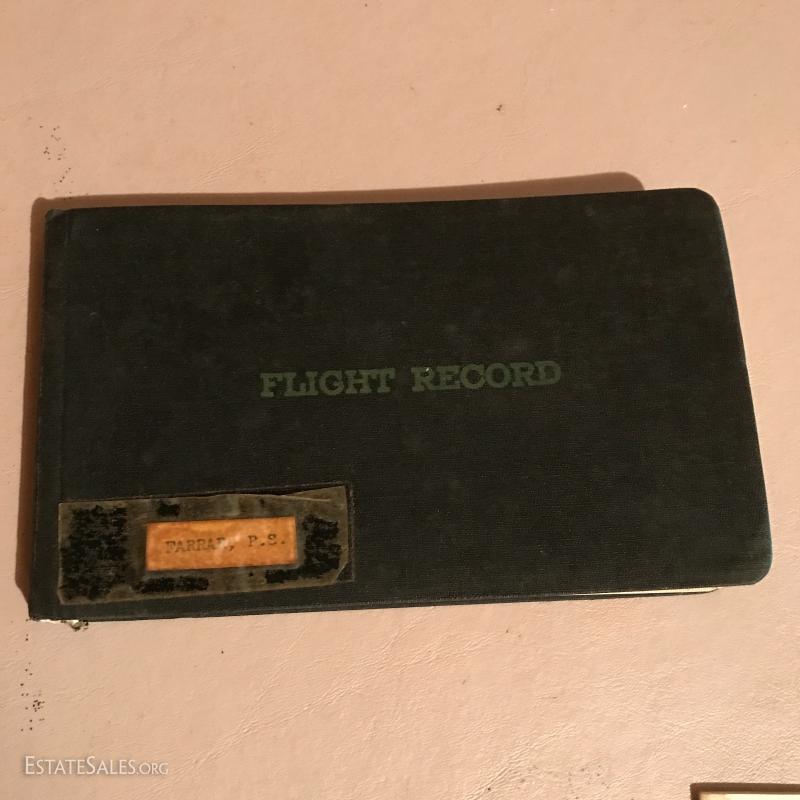 FLIGHT RECORD
FARRAR, P.S.
ESTATESALES.ORG